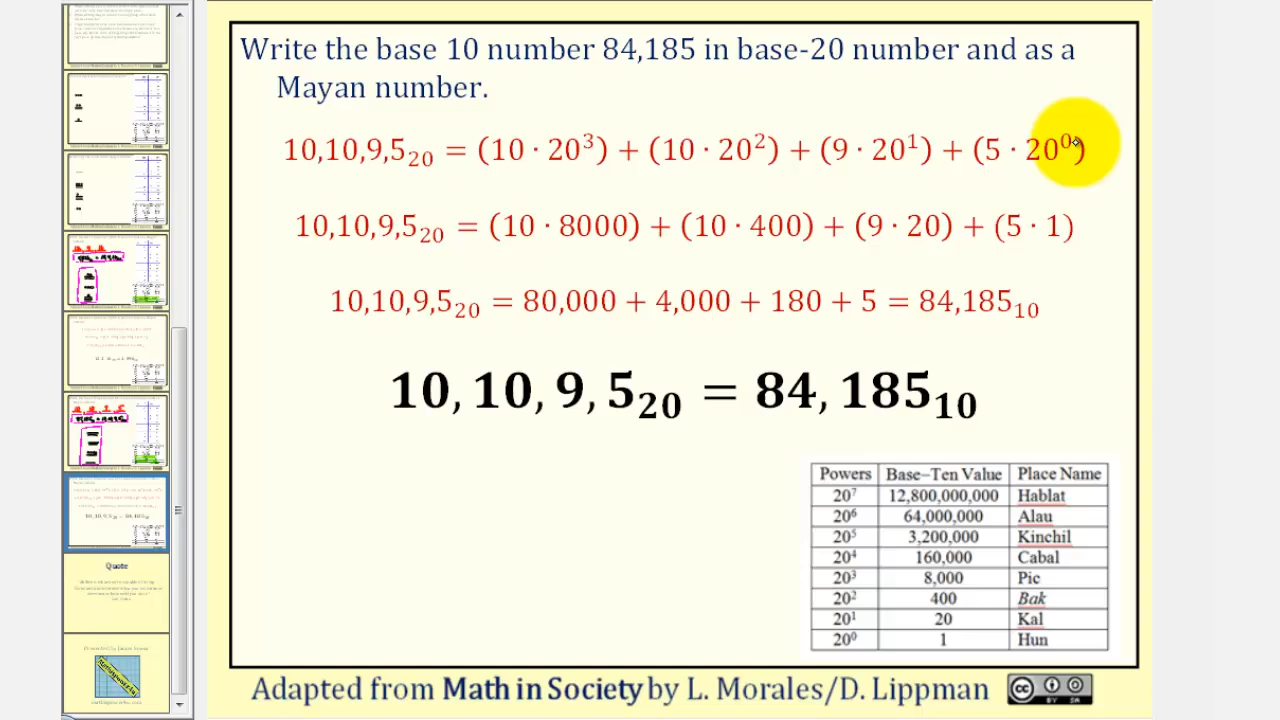 Write the base 10 number 84,185 in base-20 number and as a
Mayan number.
10,10,9,5₂₀ = (10 · 20³) + (10 · 20²) + (9 · 20¹) + (5 · 20⁰)
10,10,9,5₂₀ = (10 · 8000) + (10 · 400) + (9 · 20) + (5 · 1)
10,10,9,5₂₀ = 80,000 + 4,000 + 180 + 5 = 84,185₁₀
10, 10, 9, 5₂₀ = 84, 185₁₀
Powers Base–Ten Value Place Name
20⁷ 12,800,000,000 Hablat
20⁶ 64,000,000 Alau
20⁵ 3,200,000 Kinchil
20⁴ 160,000 Cabal
20³ 8,000 Pic
20² 400 Bak
20¹ 20 Kal
20⁰ 1 Hun
Adapted from Math in Society by L. Morales/D. Lippman
cc BY SA
Quote